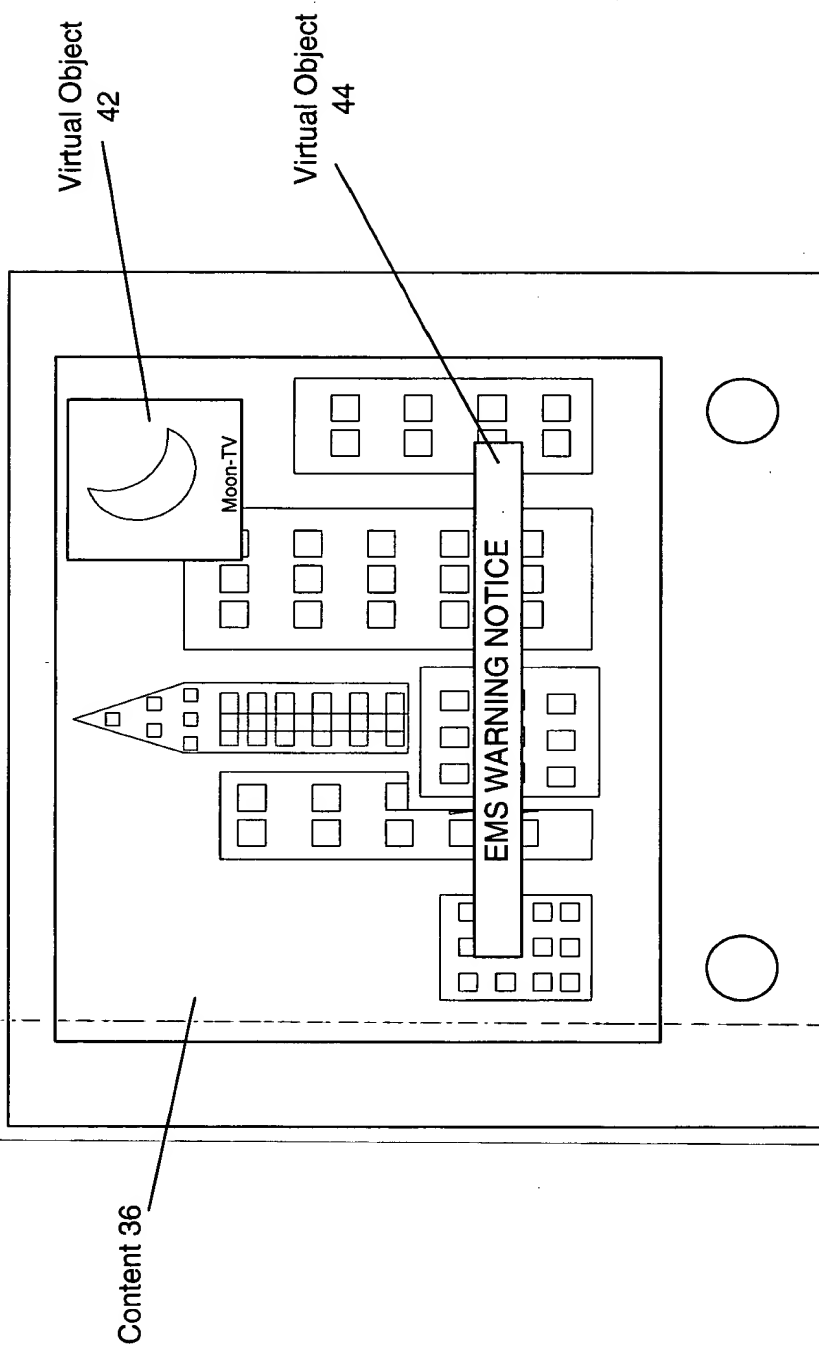 Virtual Object
42
Virtual Object
44
Moon-TV
EMS WARNING NOTICE
Content 36